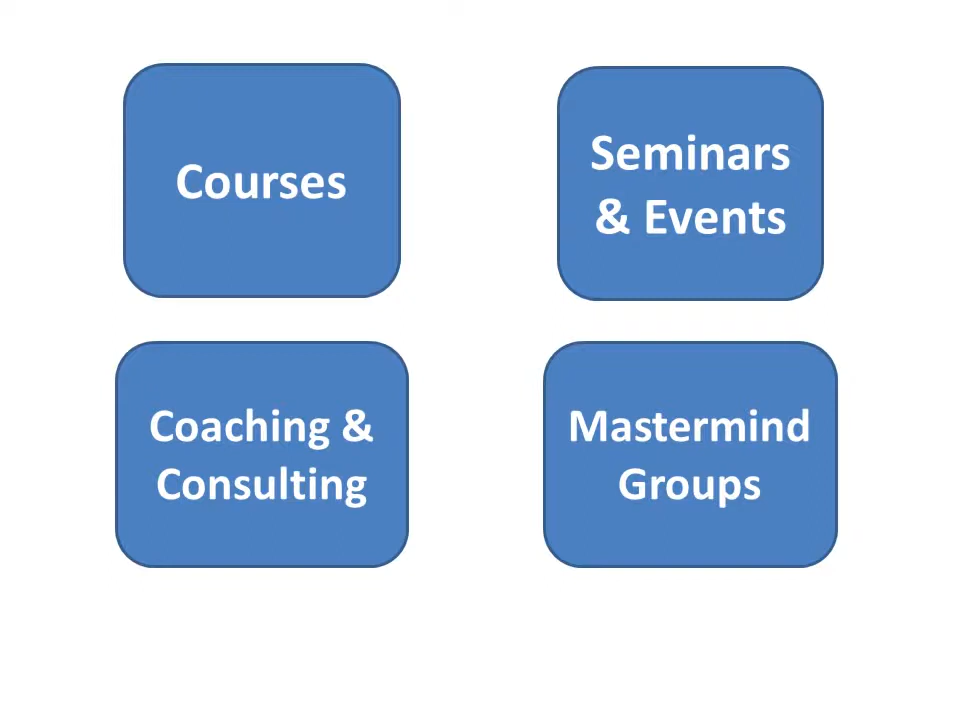 Courses
Seminars
& Events
Coaching &
Consulting
Mastermind
Groups